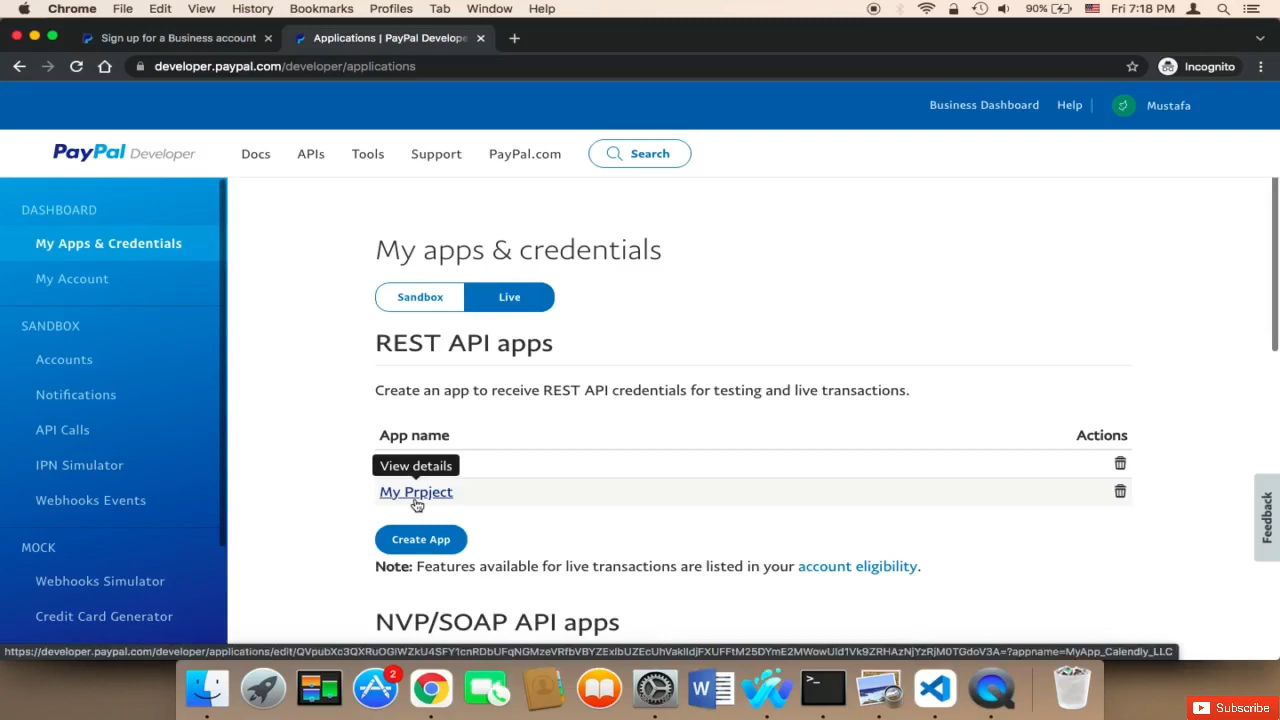 Chrome File Edit View History Bookmarks Profiles Tab Window Help 90% Fri 7:18 PM
Sign up for a Business account Applications | PayPal Develope
developer.paypal.com/developer/applications Incognito
Business Dashboard Help Mustafa
PayPal Developer Docs APIs Tools Support PayPal.com Search
DASHBOARD
My Apps & Credentials
My Account
SANDBOX
Accounts
Notifications
API Calls
IPN Simulator
Webhooks Events
MOCK
Webhooks Simulator
Credit Card Generator
My apps & credentials
Sandbox Live
REST API apps
Create an app to receive REST API credentials for testing and live transactions.
App name Actions
View details
My Prpject
Create App
Note: Features available for live transactions are listed in your account eligibility.
NVP/SOAP API apps
Feedback
2
Subscribe